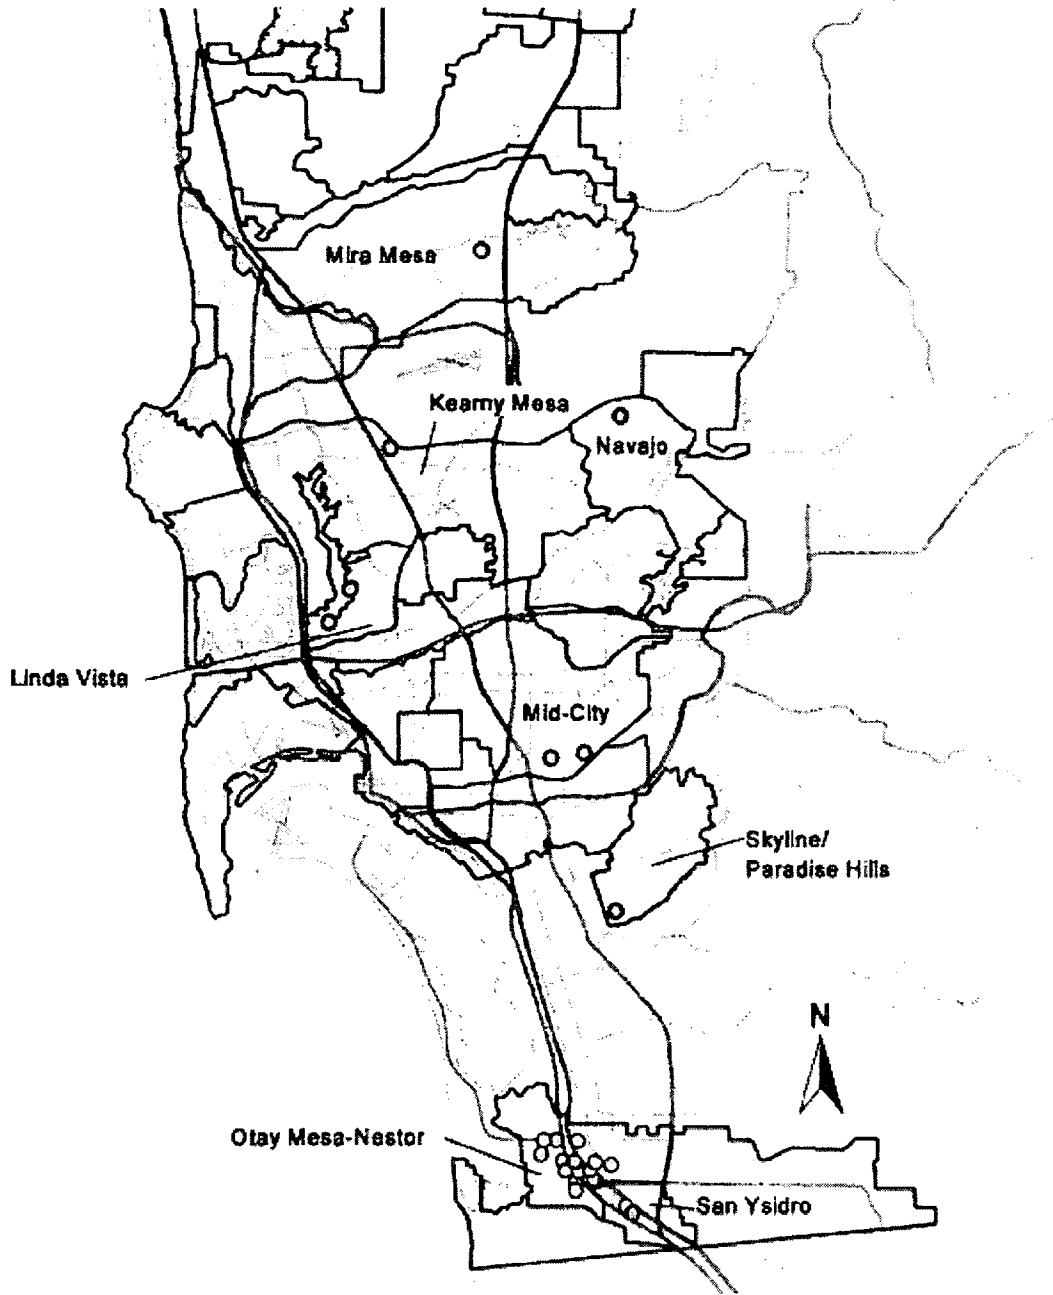 Mira Mesa
Kearny Mesa
Navajo
Linda Vista
Mid-City
Skyline/
Paradise Hills
N
Otay Mesa-Nestor
San Ysidro